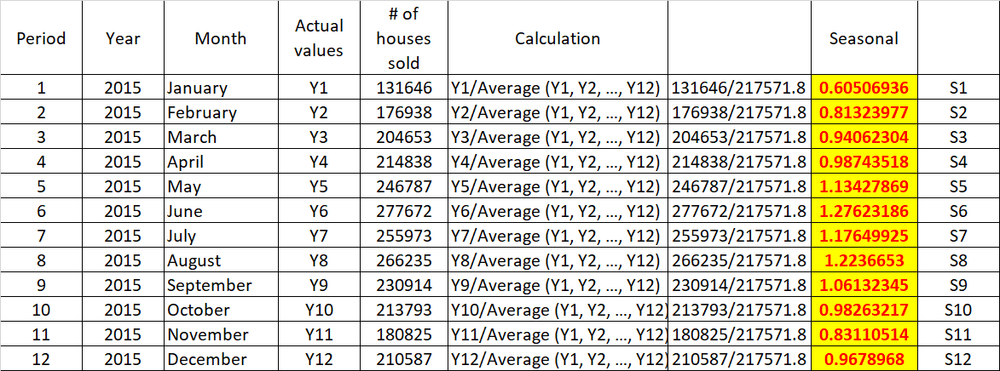 Period Year Month Actual values # of houses sold Calculation Seasonal
1 2015 January Y1 131646 Y1/Average (Y1, Y2, ..., Y12) 131646/217571.8 0.60506936 S1
2 2015 February Y2 176938 Y2/Average (Y1, Y2, ..., Y12) 176938/217571.8 0.81323977 S2
3 2015 March Y3 204653 Y3/Average (Y1, Y2, ..., Y12) 204653/217571.8 0.94062304 S3
4 2015 April Y4 214838 Y4/Average (Y1, Y2, ..., Y12) 214838/217571.8 0.98743518 S4
5 2015 May Y5 246787 Y5/Average (Y1, Y2, ..., Y12) 246787/217571.8 1.13427869 S5
6 2015 June Y6 277672 Y6/Average (Y1, Y2, ..., Y12) 277672/217571.8 1.27623186 S6
7 2015 July Y7 255973 Y7/Average (Y1, Y2, ..., Y12) 255973/217571.8 1.17649925 S7
8 2015 August Y8 266235 Y8/Average (Y1, Y2, ..., Y12) 266235/217571.8 1.2236653 S8
9 2015 September Y9 230914 Y9/Average (Y1, Y2, ..., Y12) 230914/217571.8 1.06132345 S9
10 2015 October Y10 213793 Y10/Average (Y1, Y2, ..., Y12) 213793/217571.8 0.98263217 S10
11 2015 November Y11 180825 Y11/Average (Y1, Y2, ..., Y12) 180825/217571.8 0.83110514 S11
12 2015 December Y12 210587 Y12/Average (Y1, Y2, ..., Y12) 210587/217571.8 0.9678968 S12